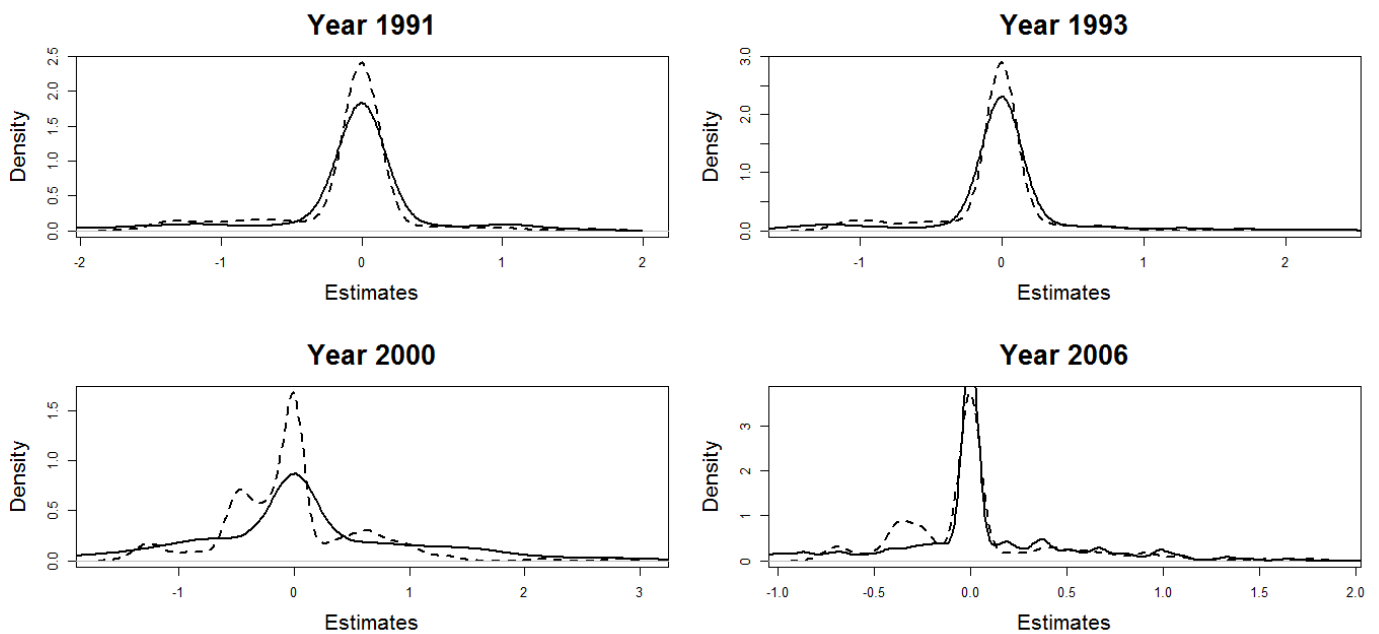 Year 1991
Density
0.0 0.5 1.0 1.5 2.0 2.5
-2 -1 0 1 2
Estimates
Year 1993
Density
0.0 1.0 2.0 3.0
-1 0 1 2
Estimates
Year 2000
Density
0.0 0.5 1.0 1.5
-1 0 1 2 3
Estimates
Year 2006
Density
0 1 2 3
-1.0 -0.5 0.0 0.5 1.0 1.5 2.0
Estimates